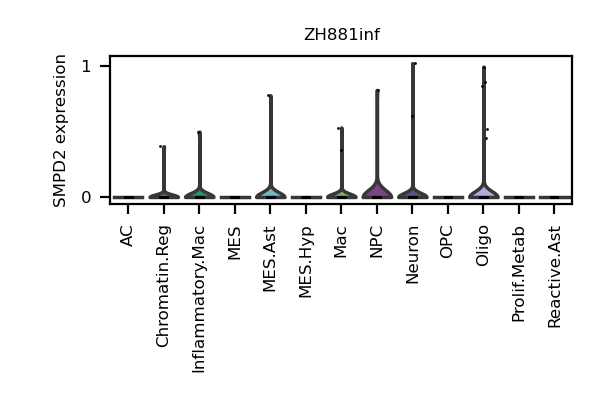 ZH881inf
SMPD2 expression
1
0
AC
Chromatin.Reg
Inflammatory.Mac
MES
MES.Ast
MES.Hyp
Mac
NPC
Neuron
OPC
Oligo
Prolif.Metab
Reactive.Ast